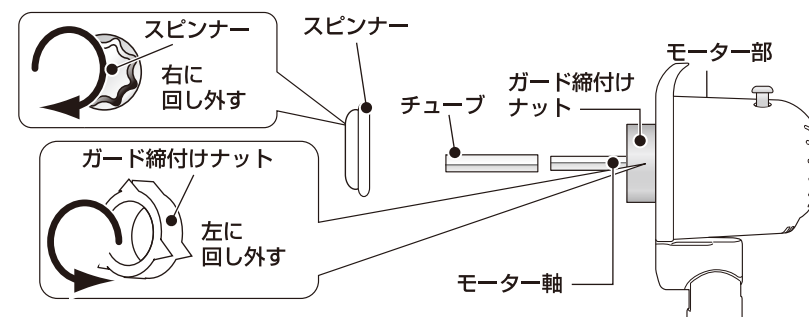 スピンナー
右に
回し外す
スピンナー
チューブ
ガード締付け
ナット
モーター部
ガード締付けナット
左に
回し外す
モーター軸